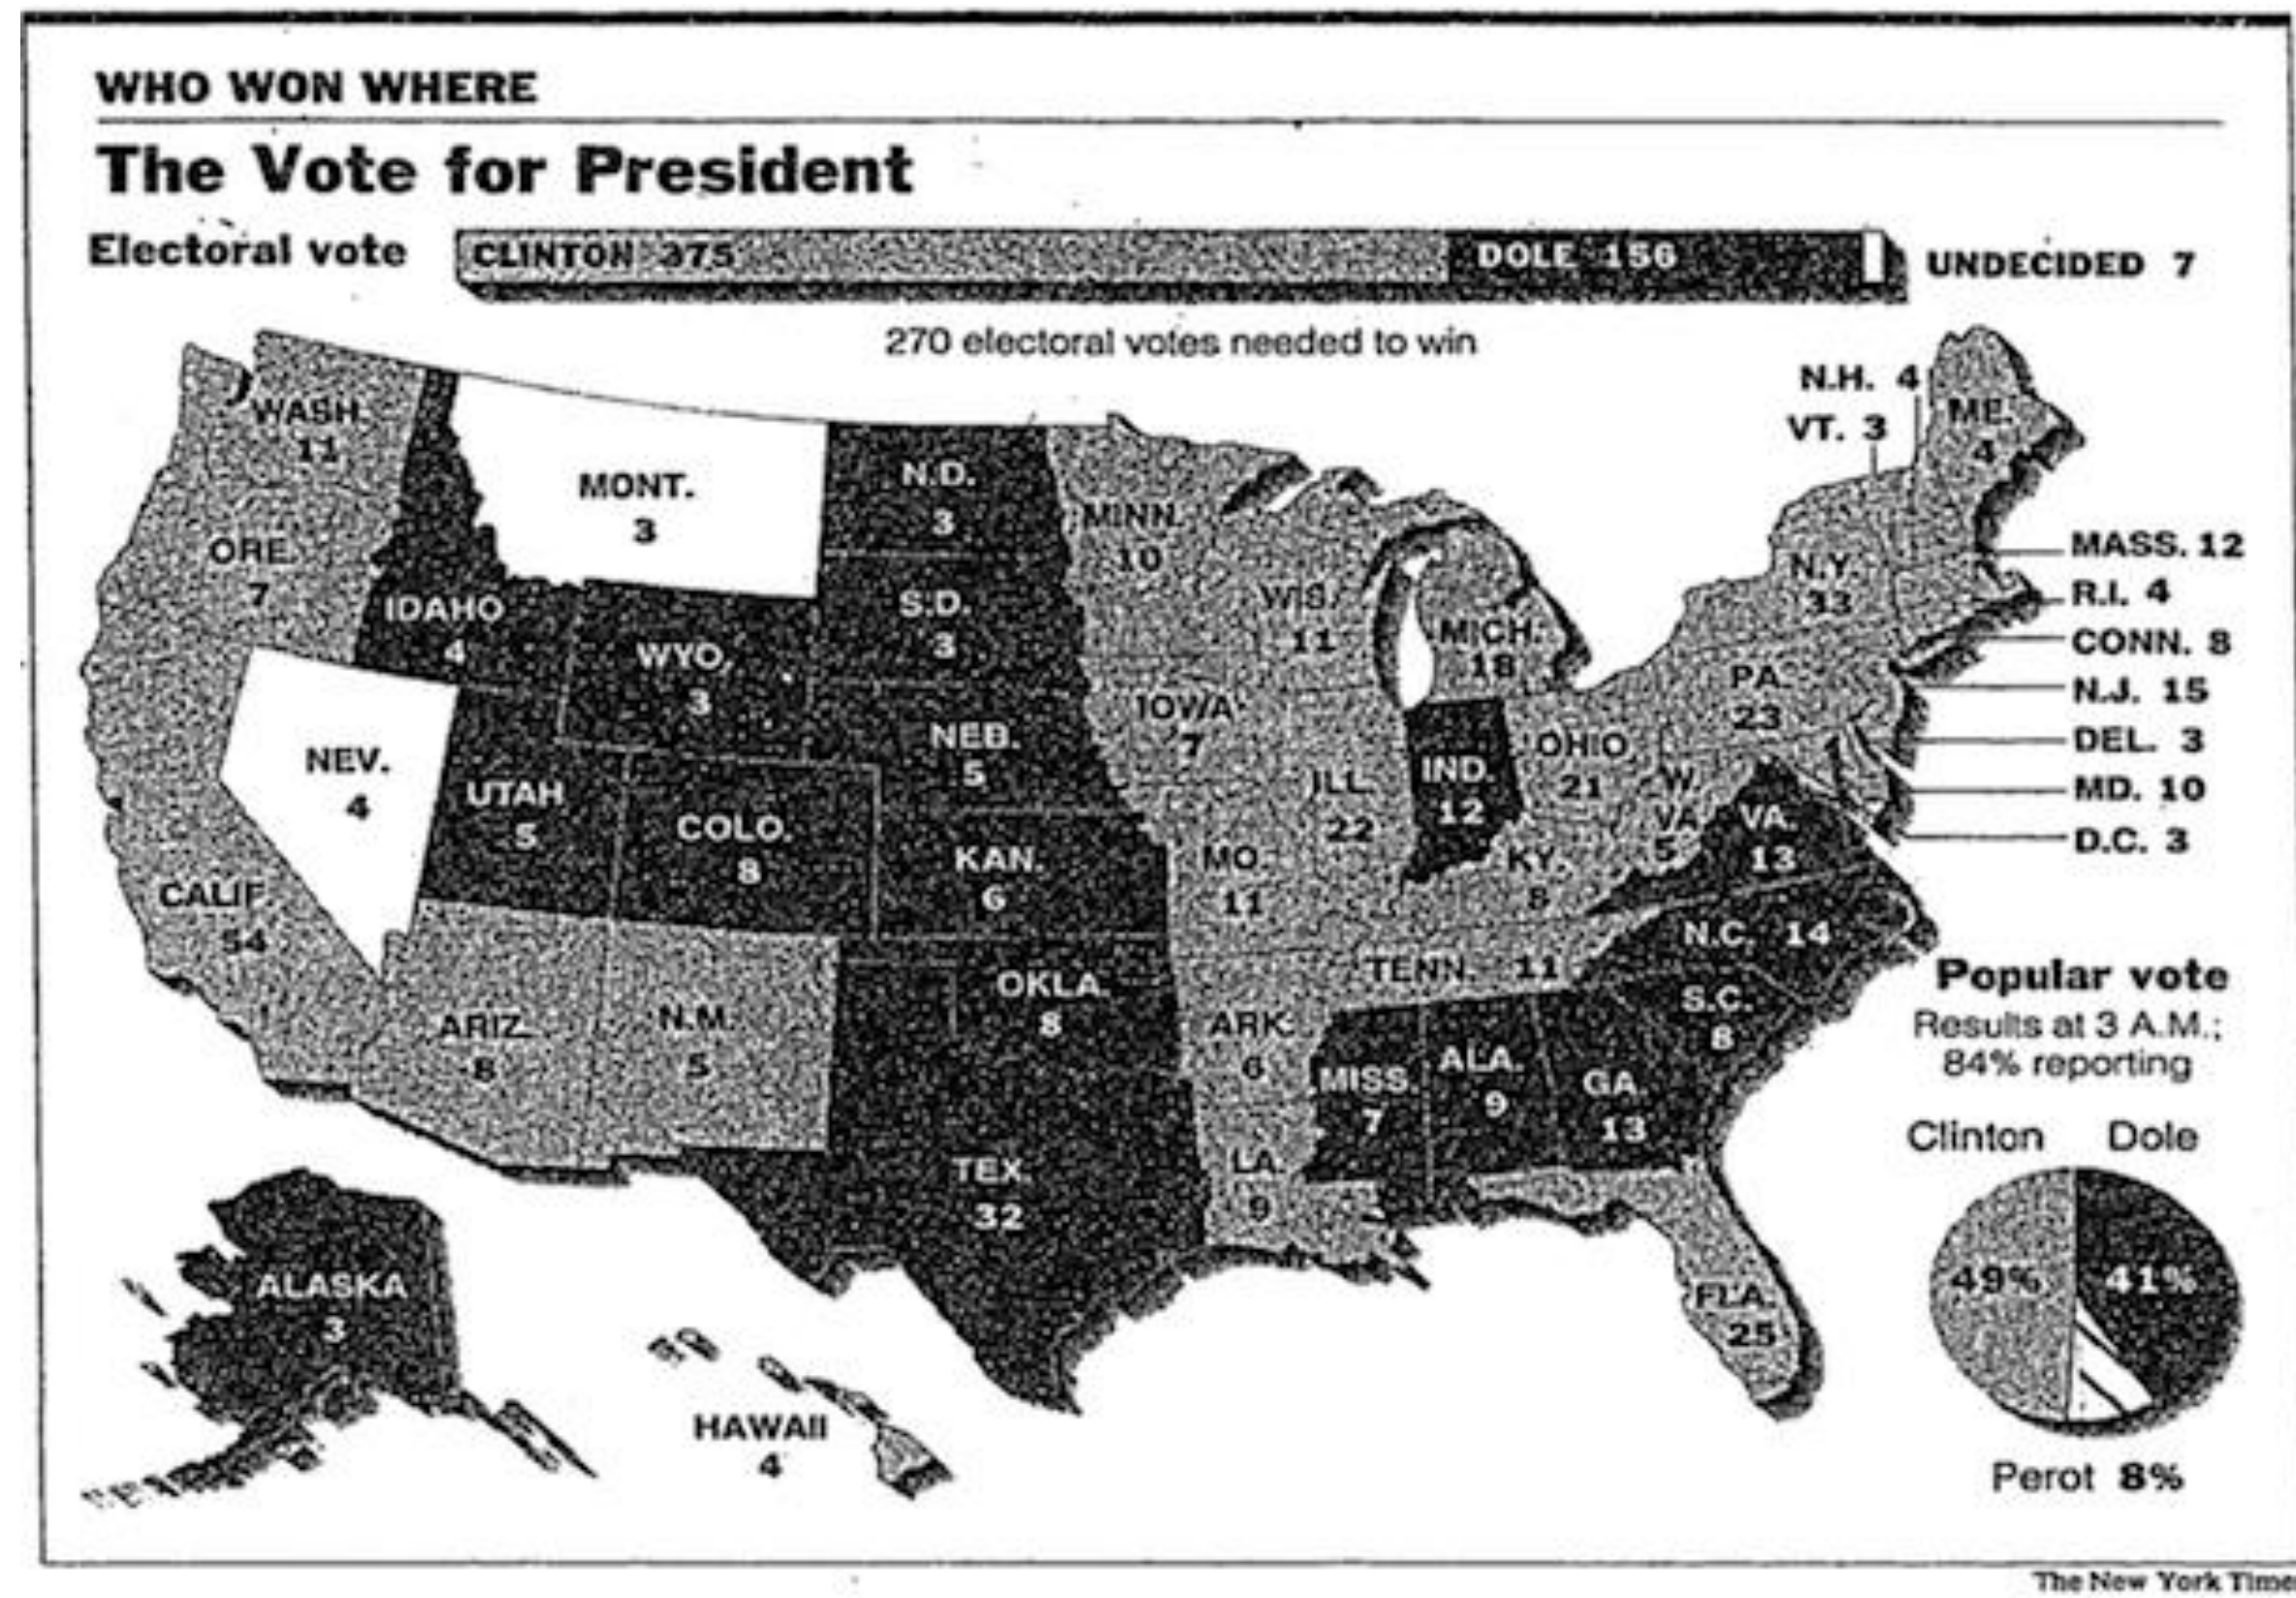 WHO WON WHERE
The Vote for President
Electoral vote
CLINTON 375
DOLE 156
UNDECIDED 7
270 electoral votes needed to win
WASH.
11
ORE.
7
CALIF.
54
NEV.
4
IDAHO
4
MONT.
3
WYO.
3
UTAH
5
COLO.
8
ARIZ.
8
N.M.
5
N.D.
3
S.D.
3
NEB.
5
KAN.
6
OKLA.
8
TEX.
32
MINN.
10
IOWA
7
MO.
11
ARK.
6
LA.
9
WIS.
11
ILL.
22
MICH.
18
IND.
12
OHIO
21
KY.
8
TENN. 11
MISS.
7
ALA.
9
GA.
13
FLA.
25
S.C.
8
N.C. 14
VA.
13
W.
VA.
5
PA.
23
N.Y.
33
N.H. 4
VT. 3
ME.
4
MASS. 12
R.I. 4
CONN. 8
N.J. 15
DEL. 3
MD. 10
D.C. 3
ALASKA
3
HAWAII
4
Popular vote
Results at 3 A.M.;
84% reporting
Clinton Dole
49% 41%
Perot 8%
The New York Time